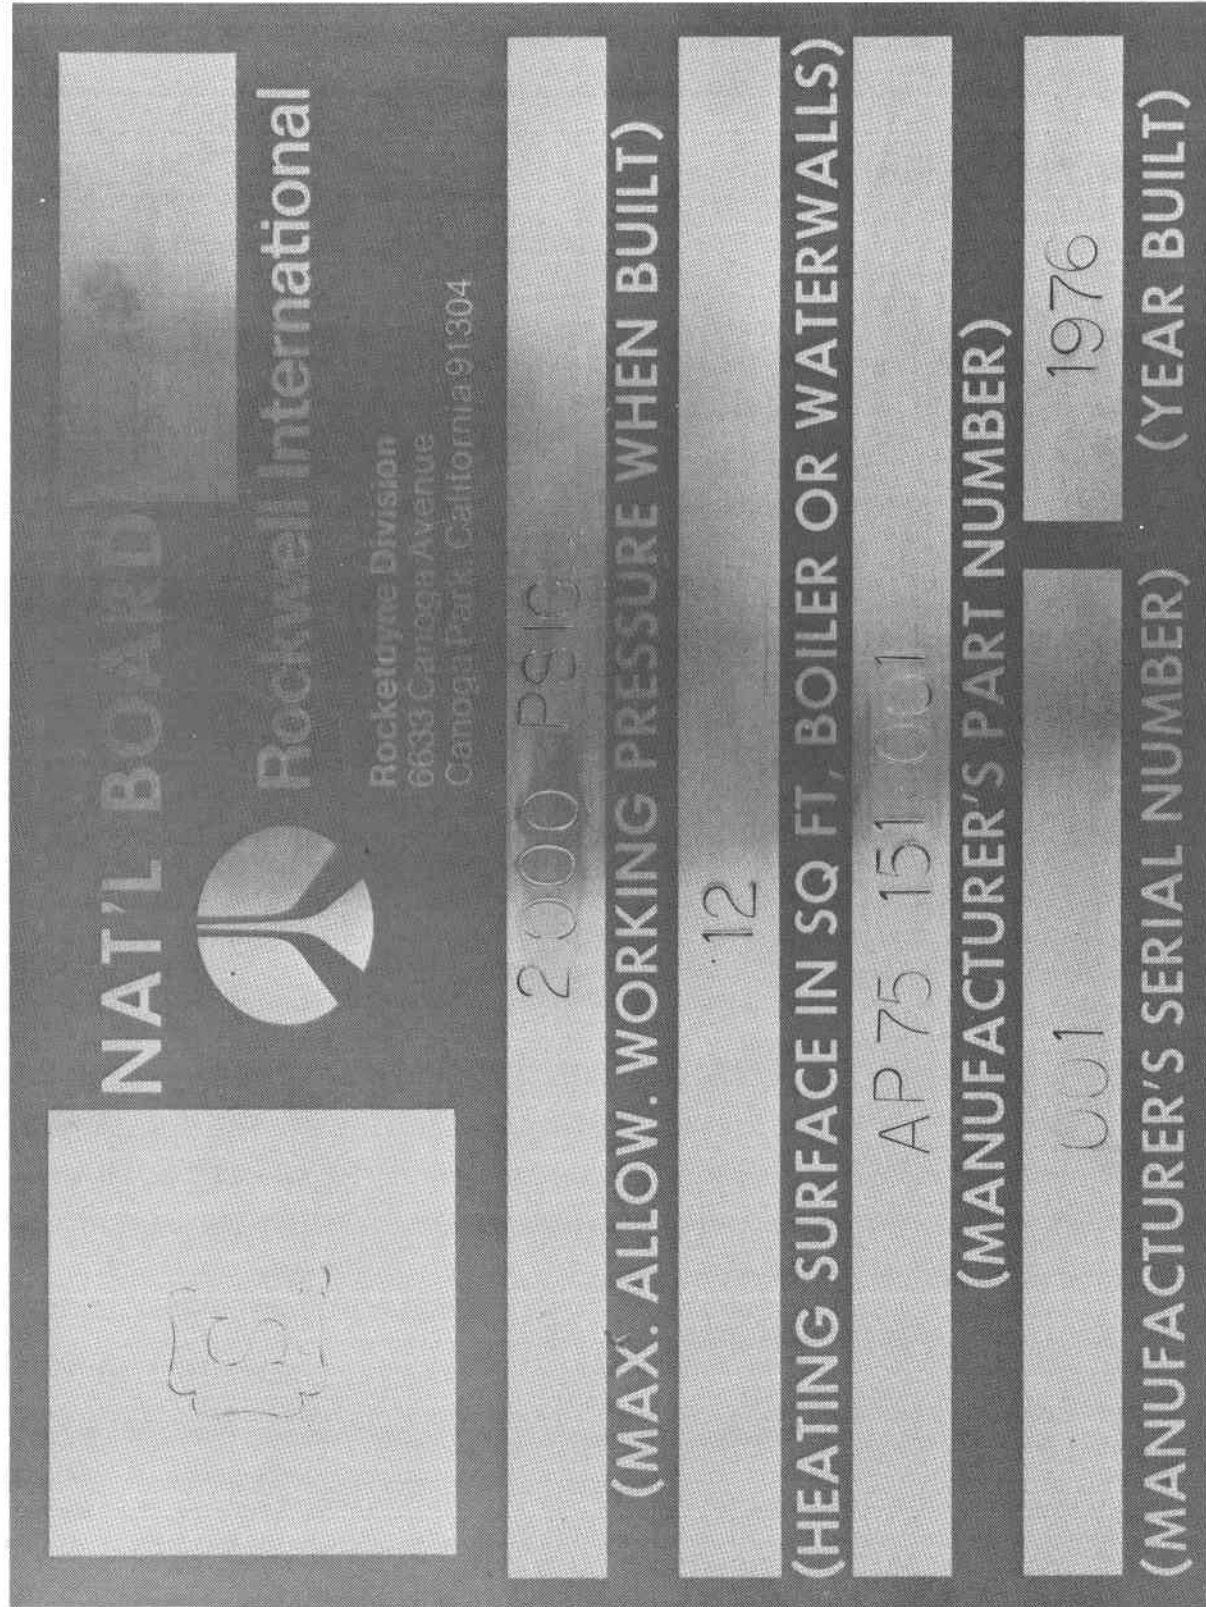 NAT'L BOARD
Rockwell International
Rocketdyne Division
6633 Canoga Avenue
Canoga Park, California 91304
2000 PSIG
(MAX. ALLOW. WORKING PRESSURE WHEN BUILT)
.12
(HEATING SURFACE IN SQ FT, BOILER OR WATERWALLS)
AP 75 151 001
(MANUFACTURER'S PART NUMBER)
001 1976
(MANUFACTURER'S SERIAL NUMBER) (YEAR BUILT)